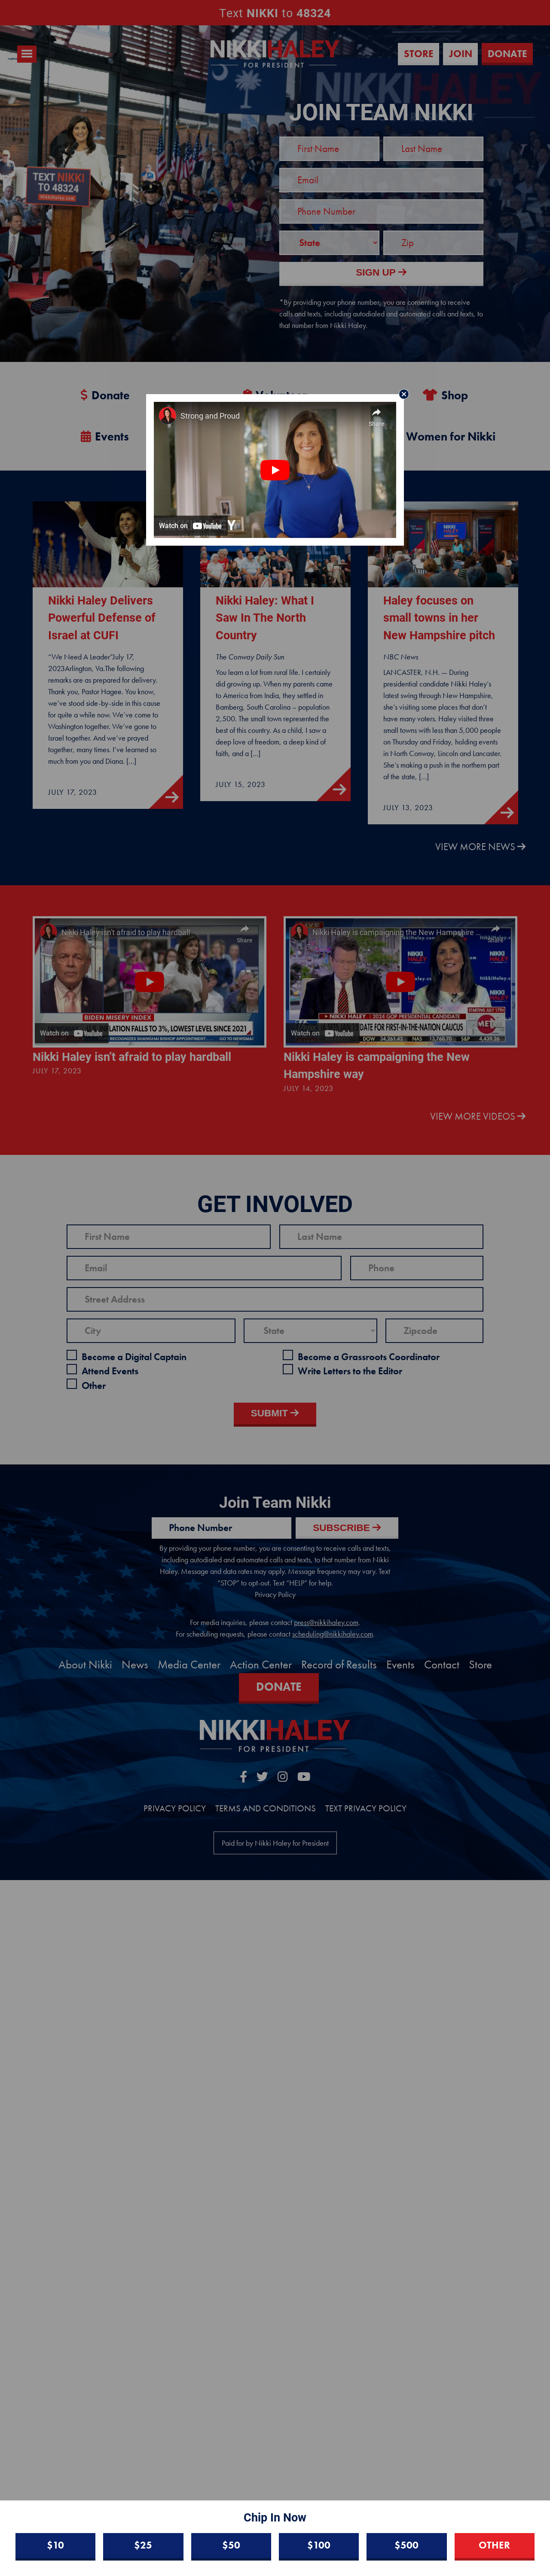 Text NIKKI to 48324
NIKKIHALEY
FOR PRESIDENT
STORE
JOIN
DONATE
TEXT NIKKI
TO 48324
JOIN TEAM NIKKI
First Name
Last Name
Email
Phone Number
State
Zip
SIGN UP
*By providing your phone number, you are consenting to receive
calls and texts, including autodialed and automated calls and texts, to
that number from Nikki Haley.
Donate
Shop
Events
Women for Nikki
Strong and Proud
Share
Watch on YouTube
Nikki Haley Delivers
Powerful Defense of
Israel at CUFI
“We Need A Leader”July 17,
2023Arlington, Va.The following
remarks are as prepared for delivery.
Thank you, Pastor Hagee. You know,
we’ve stood side-by-side in this cause
for quite a while now. We’ve come to
Washington together. We’ve gone to
Israel together. And we’ve prayed
together, many times. I’ve learned so
much from you and Diana. [...]
JULY 17, 2023
Nikki Haley: What I
Saw In The North
Country
The Conway Daily Sun
You learn a lot from rural life. I certainly
did growing up. When my parents came
to America from India, they settled in
Bamberg, South Carolina – population
2,500. The small town represented the
best of this country. As a child, I saw a
deep love of freedom, a deep kind of
faith, and a [...]
JULY 15, 2023
Haley focuses on
small towns in her
New Hampshire pitch
NBC News
LANCASTER, N.H. — During
presidential candidate Nikki Haley’s
latest swing through New Hampshire,
she’s visiting some places that don’t
have many voters. Haley visited three
small towns with less than 5,000 people
on Thursday and Friday, holding events
in North Conway, Lincoln and Lancaster.
She’s making a push in the northern part
of the state, [...]
JULY 13, 2023
VIEW MORE NEWS
Nikki Haley isn't afraid to play hardball
Share
BIDEN MISERY INDEX
Watch on YouTube
Nikki Haley isn’t afraid to play hardball
JULY 17, 2023
Nikki Haley is campaigning the New Hampshire ...
Share
NIKKI HALEY | 2024 GOP PRESIDENTIAL CANDIDATE
Watch on YouTube
Nikki Haley is campaigning the New
Hampshire way
JULY 14, 2023
VIEW MORE VIDEOS
GET INVOLVED
First Name
Last Name
Email
Phone
Street Address
City
State
Zipcode
Become a Digital Captain
Become a Grassroots Coordinator
Attend Events
Write Letters to the Editor
Other
SUBMIT
Join Team Nikki
Phone Number
SUBSCRIBE
By providing your phone number, you are consenting to receive calls and texts,
including autodialed and automated calls and texts, to that number from Nikki
Haley. Message and data rates may apply. Message frequency may vary. Text
“STOP” to opt-out. Text “HELP” for help.
Privacy Policy
For media inquiries, please contact press@nikkihaley.com.
For scheduling requests, please contact scheduling@nikkihaley.com.
About Nikki News Media Center Action Center Record of Results Events Contact Store
DONATE
NIKKIHALEY
FOR PRESIDENT
PRIVACY POLICY TERMS AND CONDITIONS TEXT PRIVACY POLICY
Paid for by Nikki Haley for President
Chip In Now
$10
$25
$50
$100
$500
OTHER